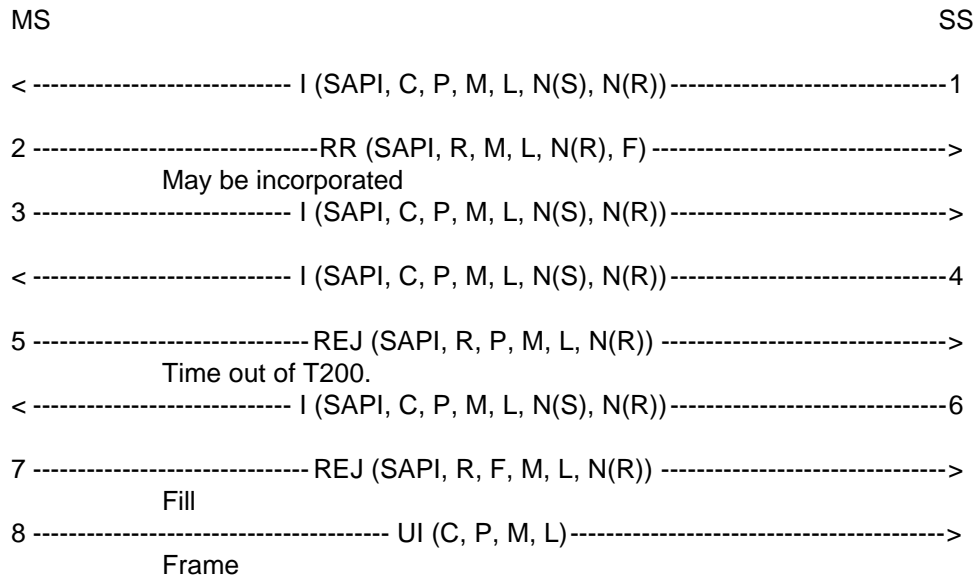 MS SS
< ----------------------------- I (SAPI, C, P, M, L, N(S), N(R))-------------------------------1
2 --------------------------------RR (SAPI, R, M, L, N(R), F) --------------------------------->
May be incorporated
3 ----------------------------- I (SAPI, C, P, M, L, N(S), N(R))------------------------------->
< ----------------------------- I (SAPI, C, P, M, L, N(S), N(R))-------------------------------4
5 -------------------------------REJ (SAPI, R, P, M, L, N(R)) -------------------------------->
Time out of T200.
< ----------------------------- I (SAPI, C, P, M, L, N(S), N(R))-------------------------------6
7 -------------------------------REJ (SAPI, R, F, M, L, N(R)) -------------------------------->
Fill
8 ---------------------------------------- UI (C, P, M, L)------------------------------------------>
Frame